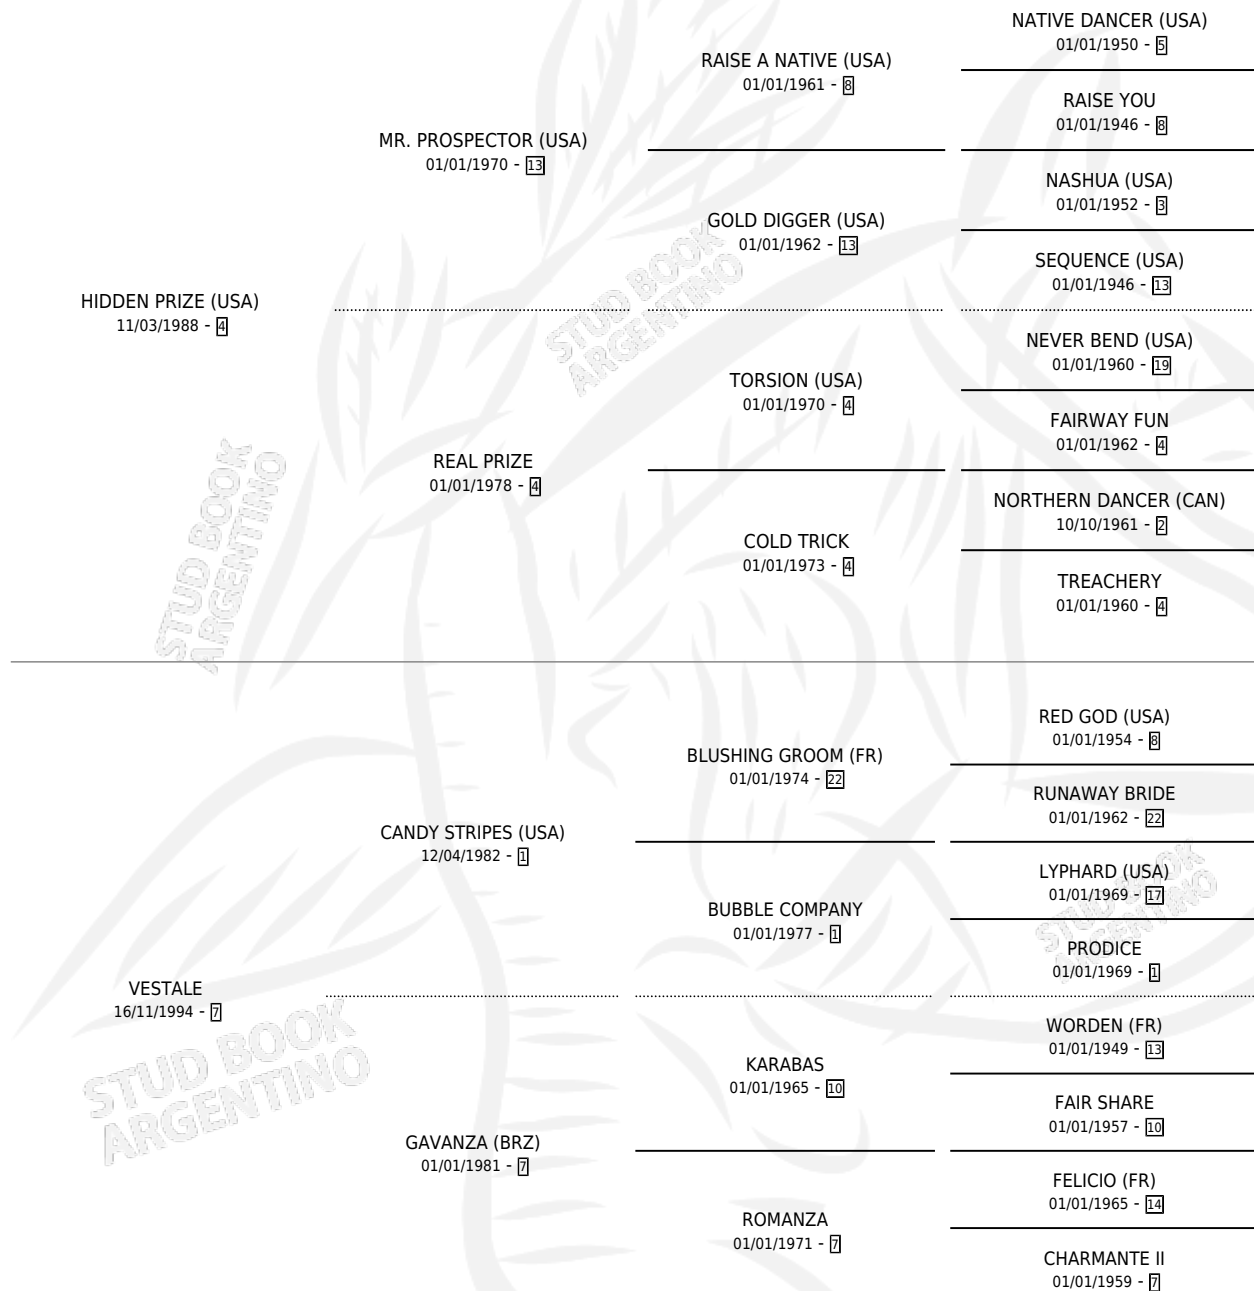 NATIVE DANCER (USA)
01/01/1950 - 5
RAISE A NATIVE (USA)
01/01/1961 - 8
RAISE YOU
01/01/1946 - 8
MR. PROSPECTOR (USA)
01/01/1970 - 13
NASHUA (USA)
01/01/1952 - 3
GOLD DIGGER (USA)
01/01/1962 - 13
SEQUENCE (USA)
01/01/1946 - 13
HIDDEN PRIZE (USA)
11/03/1988 - 4
STUD BOOK
ARGENTINO
NEVER BEND (USA)
01/01/1960 - 19
TORSION (USA)
01/01/1970 - 4
FAIRWAY FUN
01/01/1962 - 4
REAL PRIZE
01/01/1978 - 4
NORTHERN DANCER (CAN)
10/10/1961 - 2
COLD TRICK
01/01/1973 - 4
TREACHERY
01/01/1960 - 4
STUD BOOK
ARGENTINO
RED GOD (USA)
01/01/1954 - 8
BLUSHING GROOM (FR)
01/01/1974 - 22
RUNAWAY BRIDE
01/01/1962 - 22
CANDY STRIPES (USA)
12/04/1982 - 1
LYPHARD (USA)
01/01/1969 - 17
BUBBLE COMPANY
01/01/1977 - 1
STUD BOOK
ARGENTINO
PRODICE
01/01/1969 - 1
VESTALE
16/11/1994 - 7
WORDEN (FR)
01/01/1949 - 13
KARABAS
01/01/1965 - 10
FAIR SHARE
01/01/1957 - 10
STUD BOOK
ARGENTINO
GAVANZA (BRZ)
01/01/1981 - 7
FELICIO (FR)
01/01/1965 - 14
ROMANZA
01/01/1971 - 7
CHARMANTE II
01/01/1959 - 7